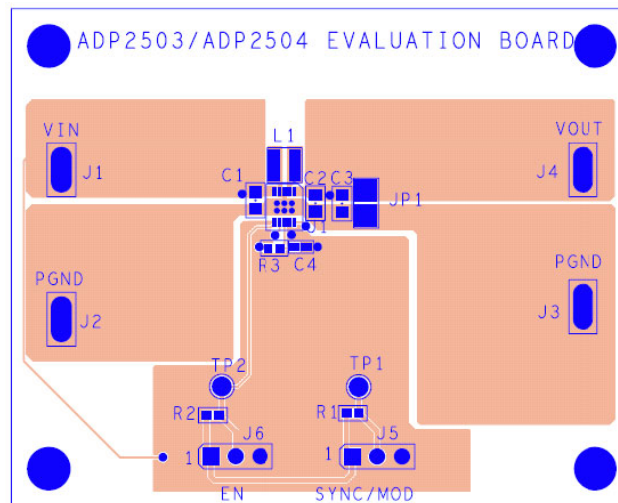 ADP2503/ADP2504 EVALUATION BOARD
VIN
L1
VOUT
J1
C1
C2
C3
J4
JP1
U1
R3
C4
PGND
PGND
J2
J3
TP2
TP1
R2
R1
J6
J5
1
1
EN
SYNC/MOD